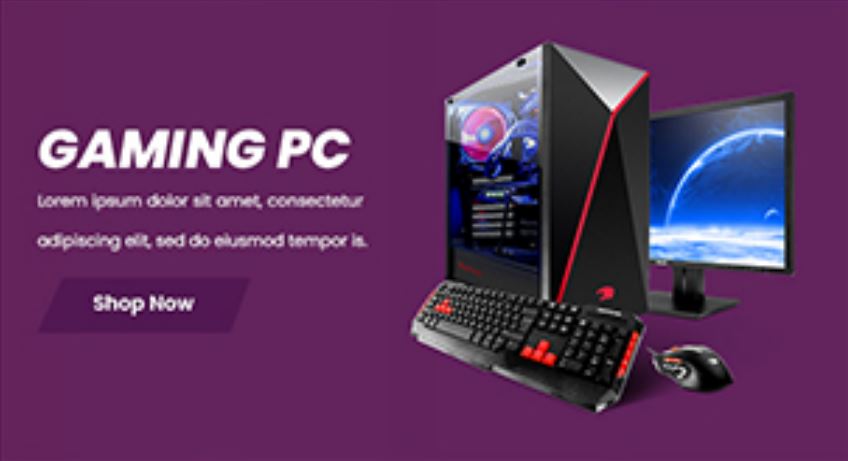 GAMING PC
Lorem ipsum dolor sit amet, consectetur
adipiscing elit, sed do eiusmod tempor is.
Shop Now